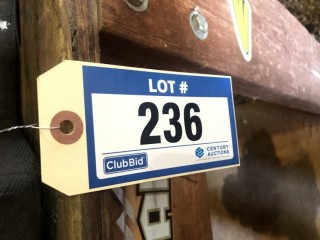 LOT #
236
ClubBid
CENTURY
AUCTIONS